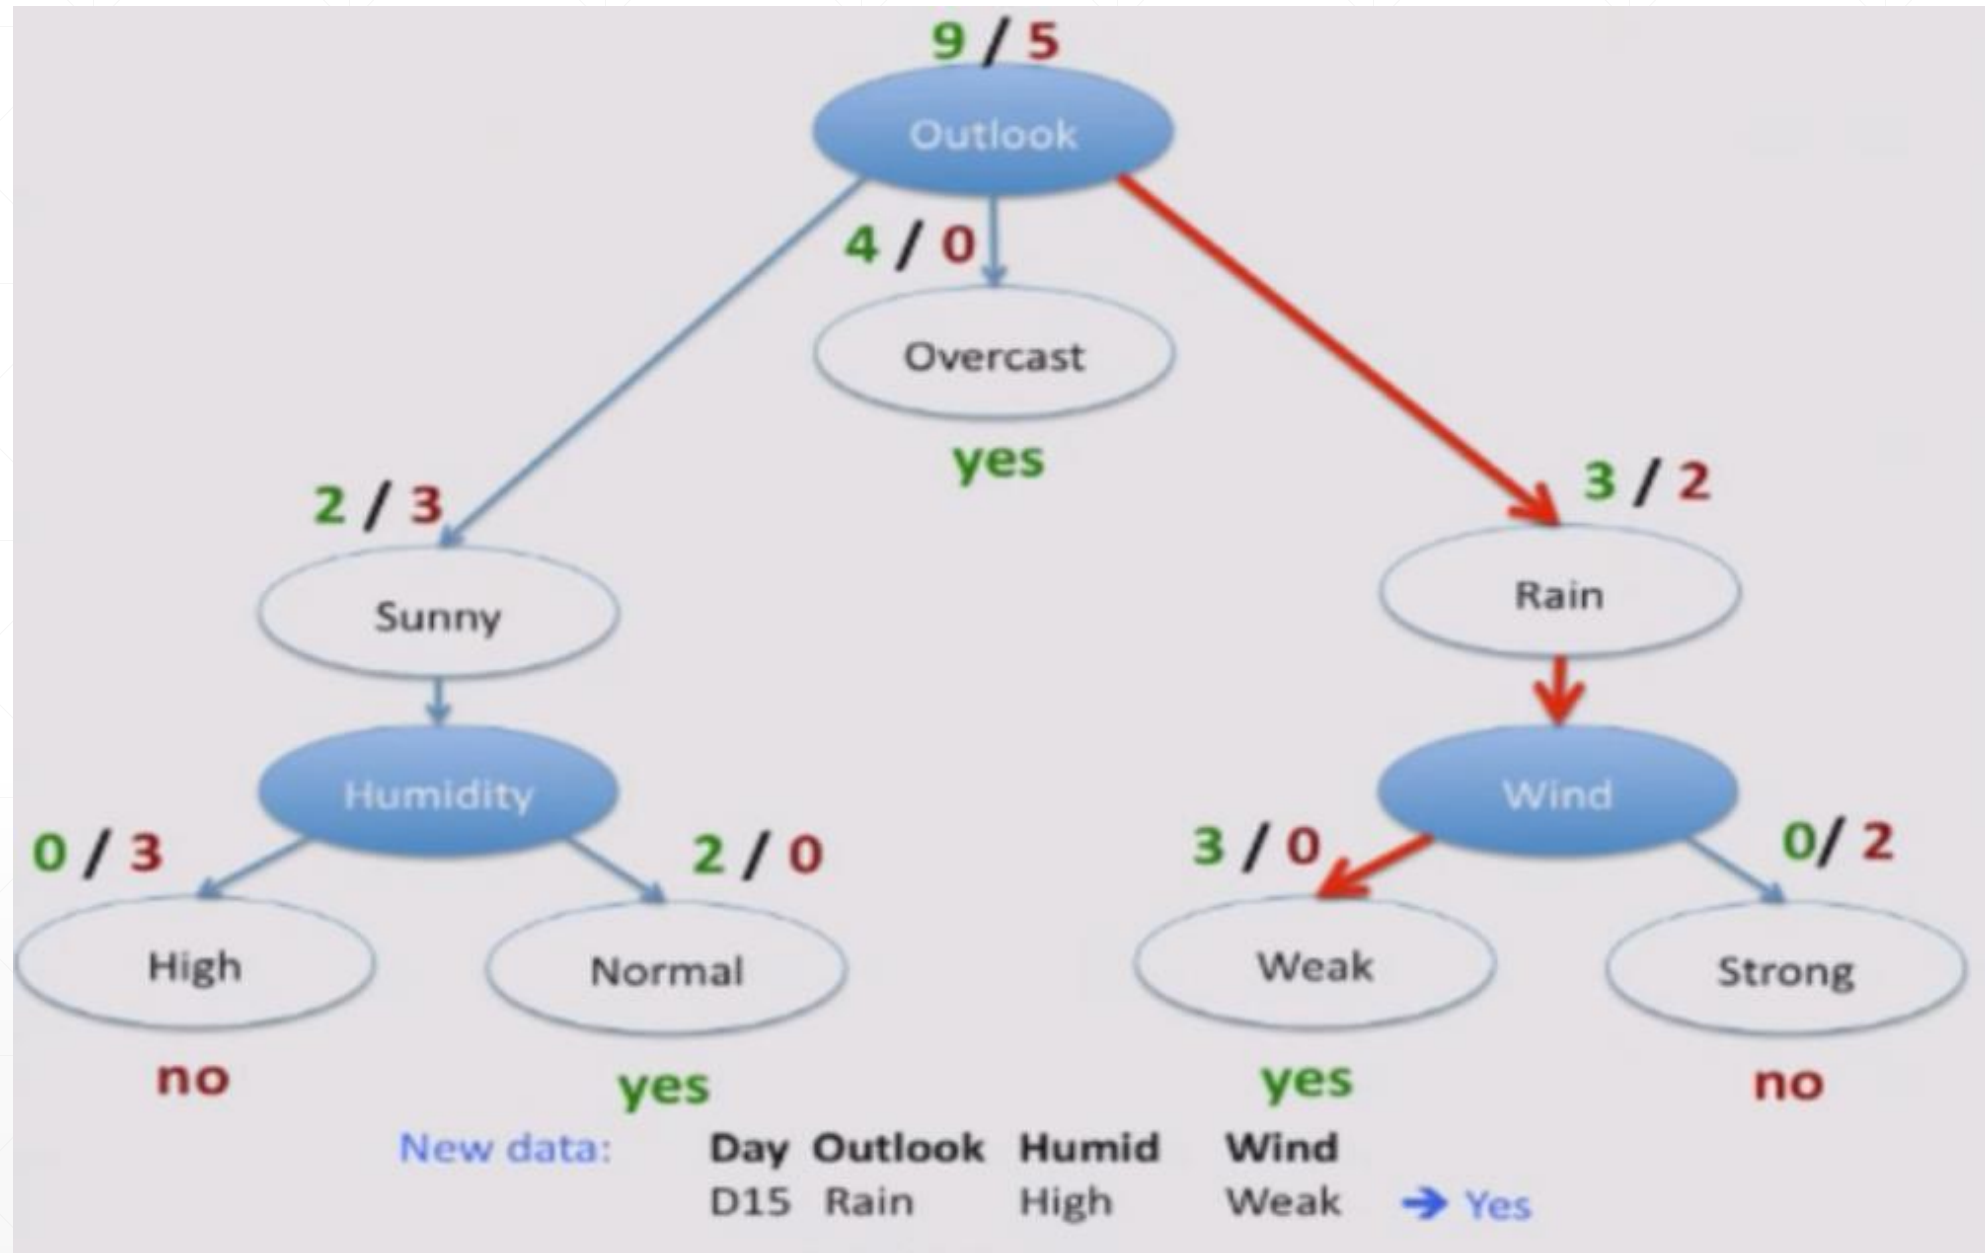 9 / 5
Outlook
4 / 0
Overcast
yes
2 / 3
3 / 2
Sunny
Rain
Humidity
Wind
0 / 3
2 / 0
3 / 0
0/ 2
High
Normal
Weak
Strong
no
yes
yes
no
New data: Day Outlook Humid Wind
D15 Rain High Weak → Yes